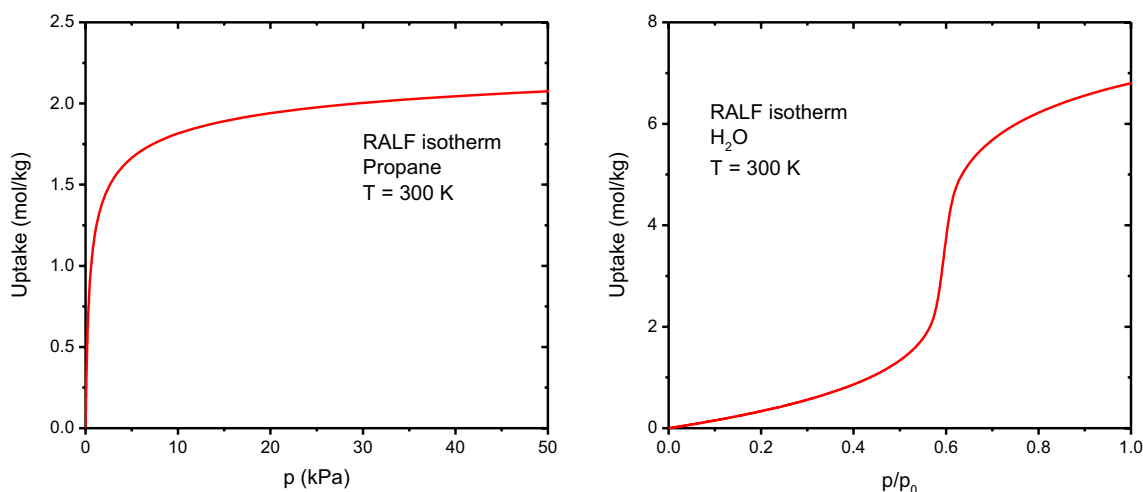 2.5
2.0
1.5
1.0
0.5
0.0
Uptake (mol/kg)
RALF isotherm
Propane
T = 300 K
0
10
20
30
40
50
p (kPa)
8
6
4
2
0
Uptake (mol/kg)
RALF isotherm
H₂O
T = 300 K
0.0
0.2
0.4
0.6
0.8
1.0
p/p₀